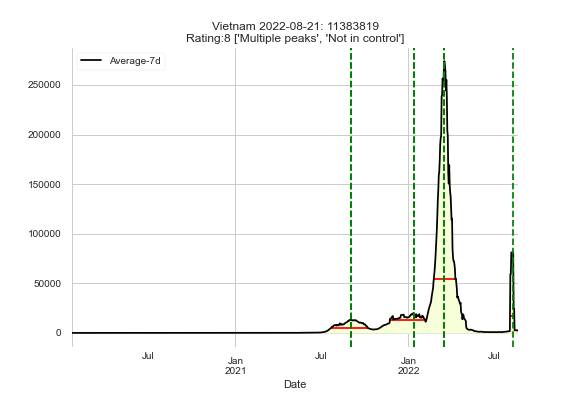 Vietnam 2022-08-21: 11383819
Rating:8 ['Multiple peaks', 'Not in control']
Average-7d
250000
200000
150000
100000
50000
0
Jul
Jan
2021
Jul
Jan
2022
Jul
Date